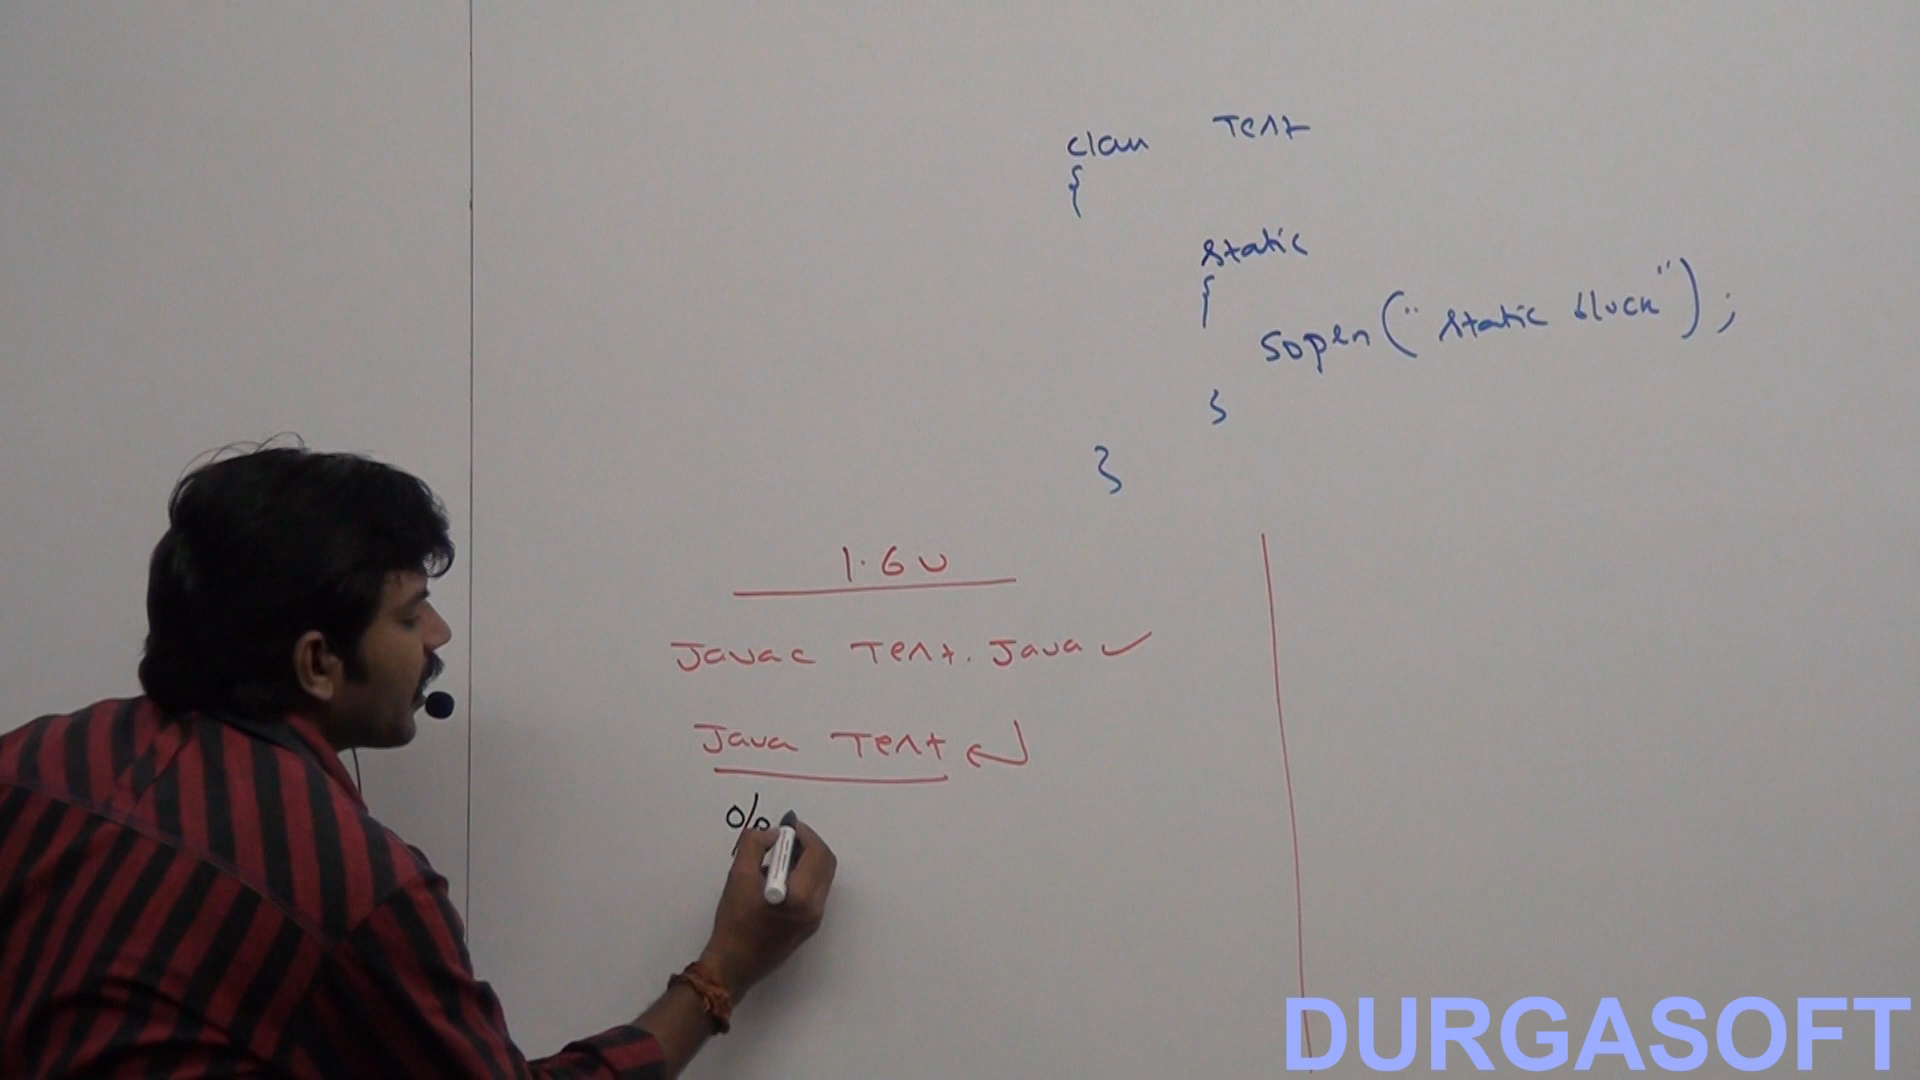 class Test
{
static
{
sopln("static block");
}
}
1.6v
Javac Test.Java ✓
Java Test ↵
o/p
DURGASOFT